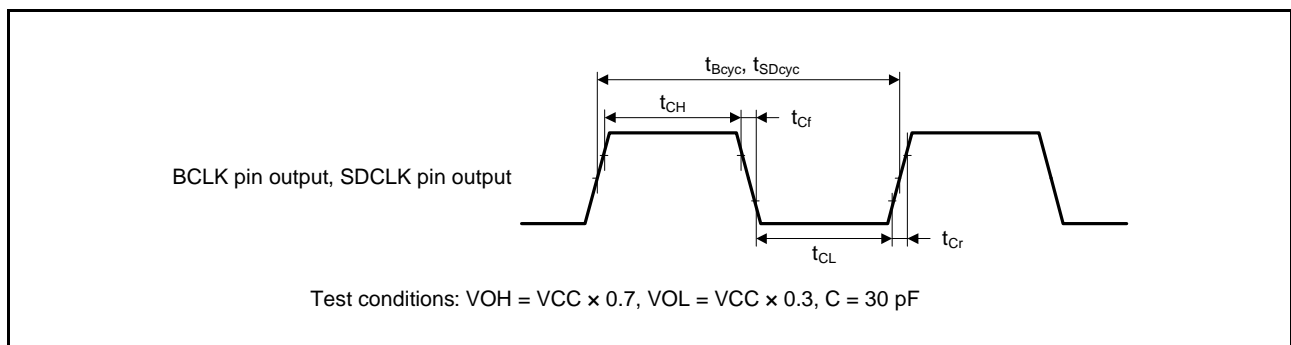 tBcyc, tSDcyc
tCH
tCf
BCLK pin output, SDCLK pin output
tCr
tCL
Test conditions: VOH = VCC × 0.7, VOL = VCC × 0.3, C = 30 pF